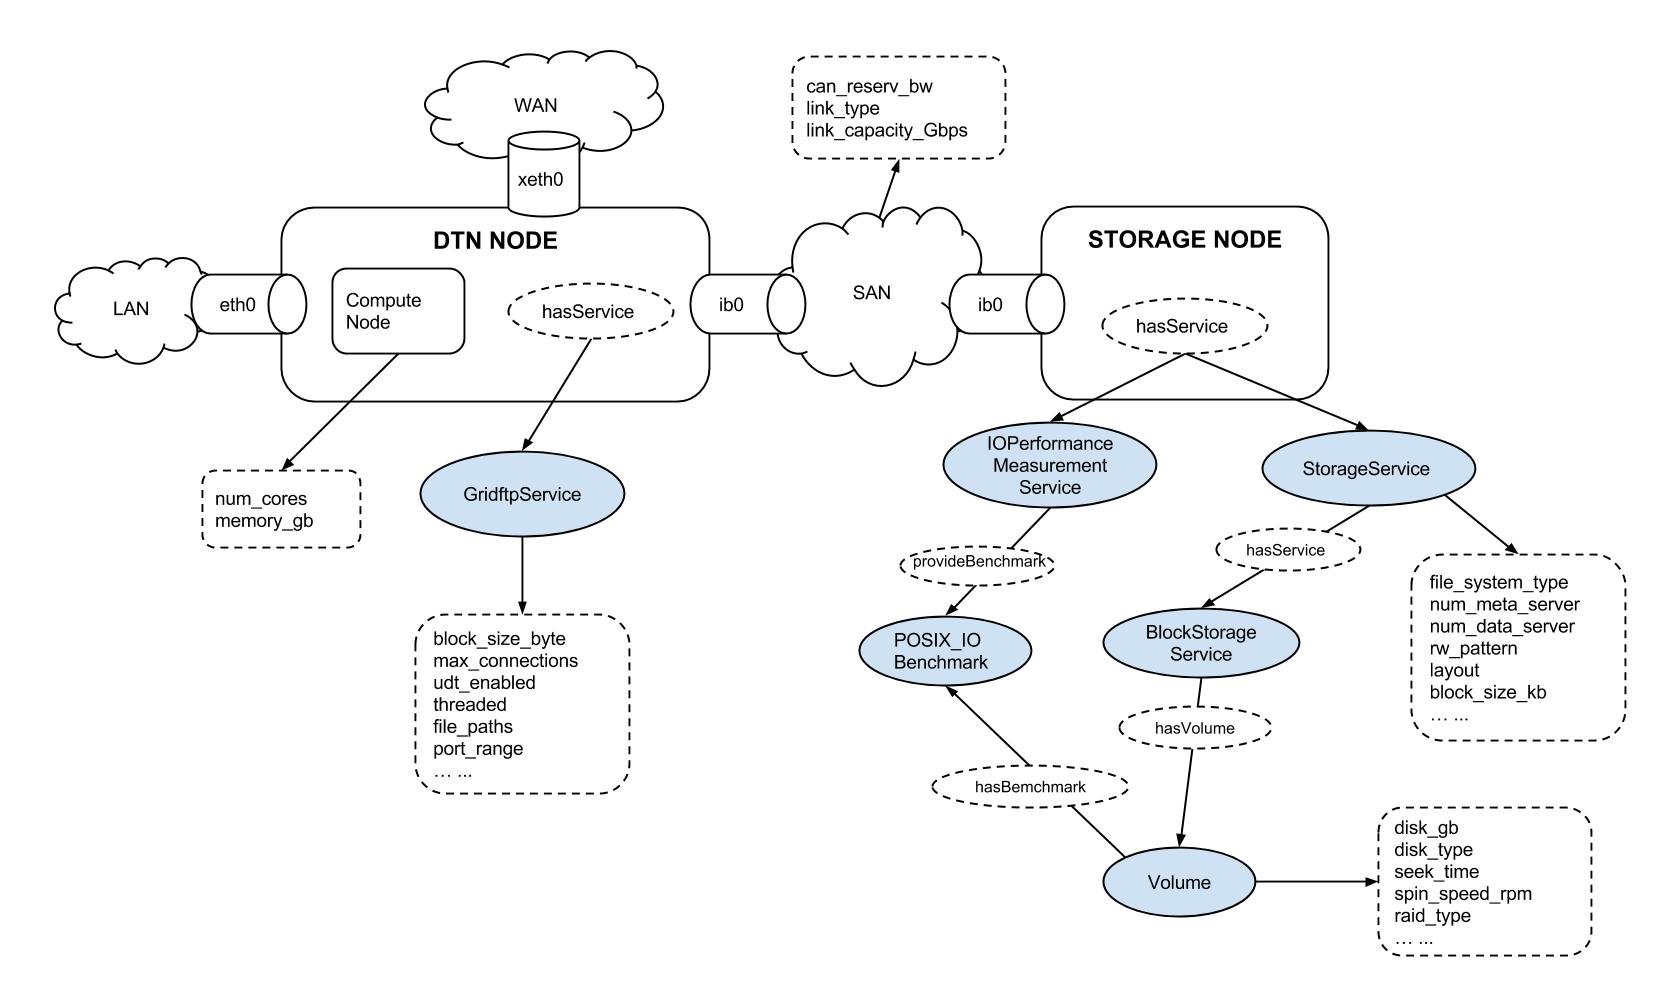 WAN
can_reserv_bw
link_type
link_capacity_Gbps
xeth0
DTN NODE
STORAGE NODE
LAN
eth0
Compute
Node
hasService
ib0
SAN
ib0
hasService
num_cores
memory_gb
GridftpService
IOPerformance
Measurement
Service
StorageService
provideBenchmark
hasService
POSIX_IO
Benchmark
BlockStorage
Service
file_system_type
num_meta_server
num_data_server
rw_pattern
layout
block_size_kb
... ...
block_size_byte
max_connections
udt_enabled
threaded
file_paths
port_range
... ...
hasVolume
hasBemchmark
Volume
disk_gb
disk_type
seek_time
spin_speed_rpm
raid_type
... ...